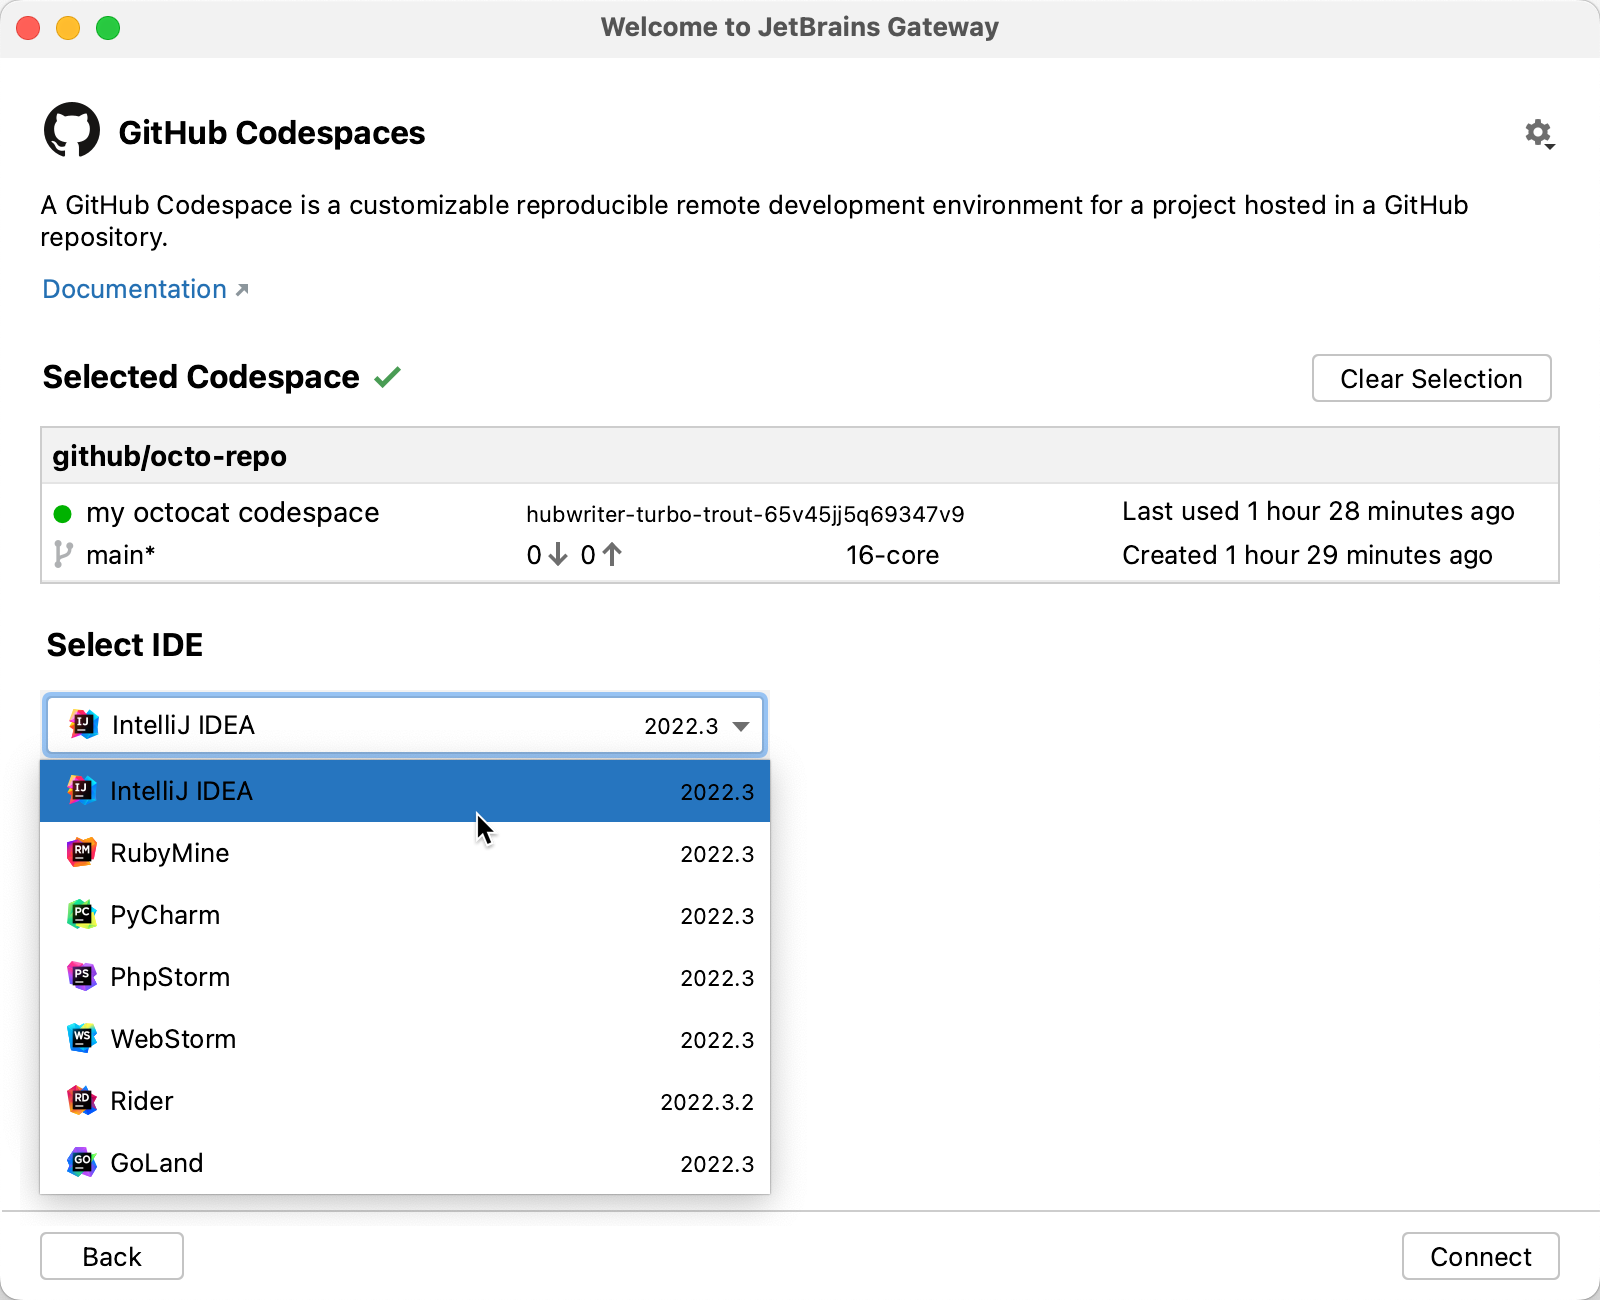 Welcome to JetBrains Gateway
GitHub Codespaces
A GitHub Codespace is a customizable reproducible remote development environment for a project hosted in a GitHub
repository.
Documentation
Selected Codespace
Clear Selection
github/octo-repo
my octocat codespace hubwriter-turbo-trout-65v45jj5q69347v9 Last used 1 hour 28 minutes ago
main* 0 0 16-core Created 1 hour 29 minutes ago
Select IDE
IJ IntelliJ IDEA 2022.3
IJ IntelliJ IDEA 2022.3
RM RubyMine 2022.3
PC PyCharm 2022.3
PS PhpStorm 2022.3
WS WebStorm 2022.3
RD Rider 2022.3.2
GO GoLand 2022.3
Back Connect